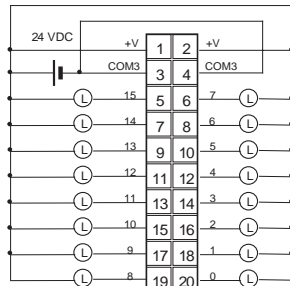 24 VDC
+V 1 2 +V
COM3 3 4 COM3
L 15 5 6 7 L
L 14 7 8 6 L
L 13 9 10 5 L
L 12 11 12 4 L
L 11 13 14 3 L
L 10 15 16 2 L
L 9 17 18 1 L
L 8 19 20 0 L